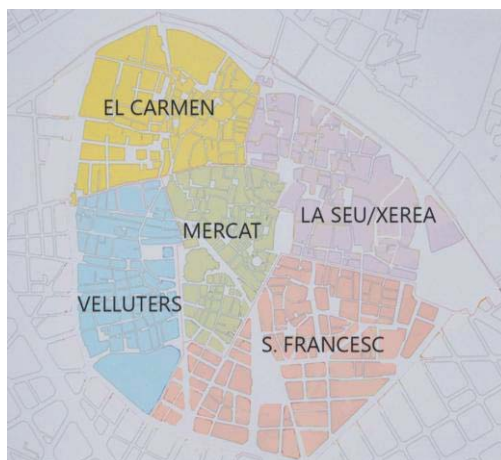 EL CARMEN
LA SEU/XEREA
MERCAT
VELLUTERS
S. FRANCESC